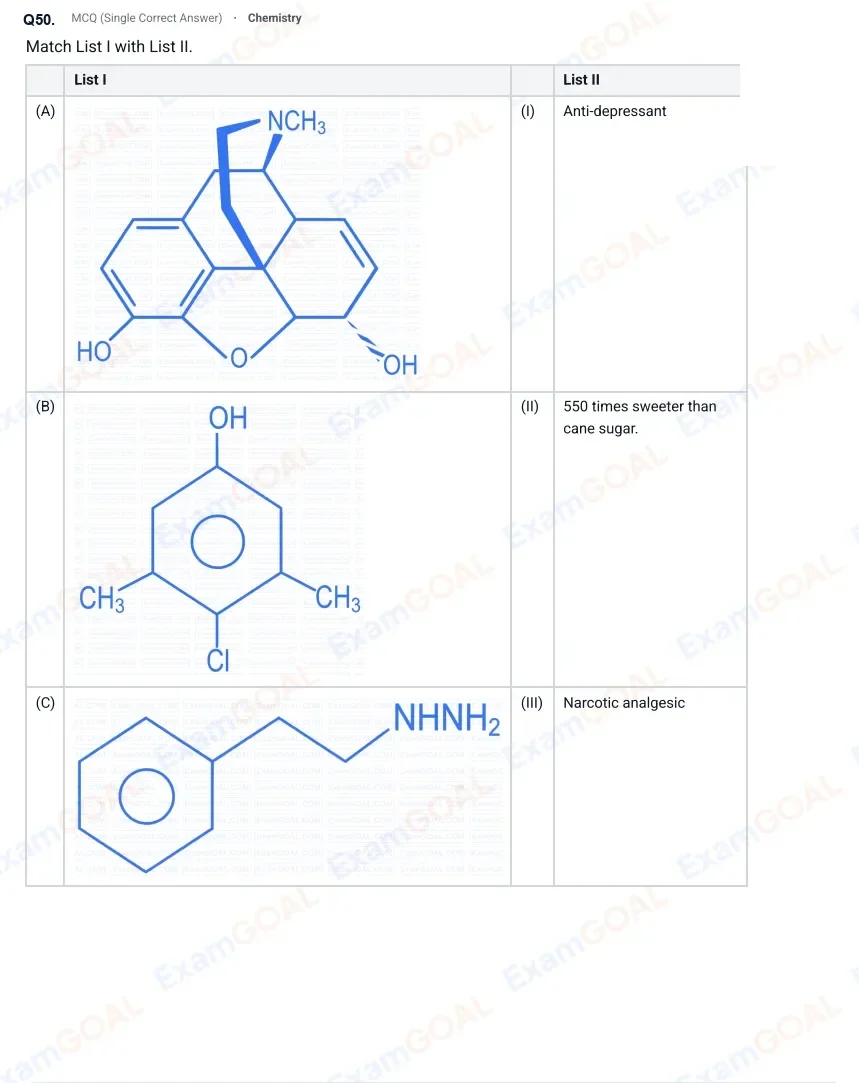 Q50. MCQ (Single Correct Answer) · Chemistry
Match List I with List II.
List I List II
(A) (I) Anti-depressant
NCH3
HO
O
OH
(B) (II) 550 times sweeter than
cane sugar.
OH
CH3 CH3
Cl
(C) (III) Narcotic analgesic
NHNH2
ExamGOAL